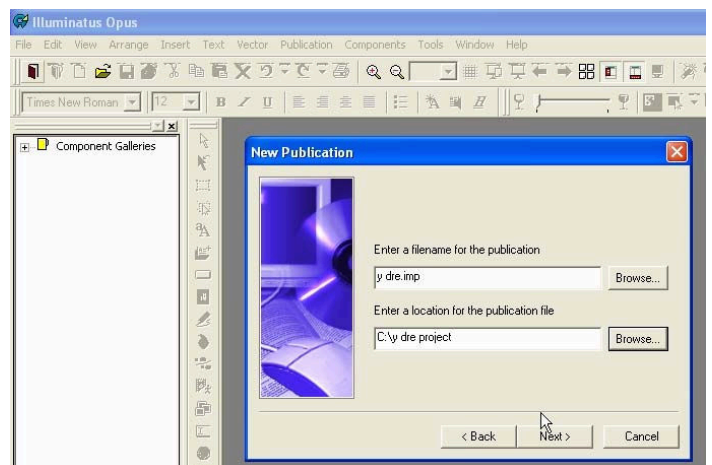 Illuminatus Opus
File Edit View Arrange Insert Text Vector Publication Components Tools Window Help
Times New Roman 12 B I U
Component Galleries
New Publication
Enter a filename for the publication
y dre.imp Browse...
Enter a location for the publication file
C:\y dre project Browse...
< Back Next > Cancel